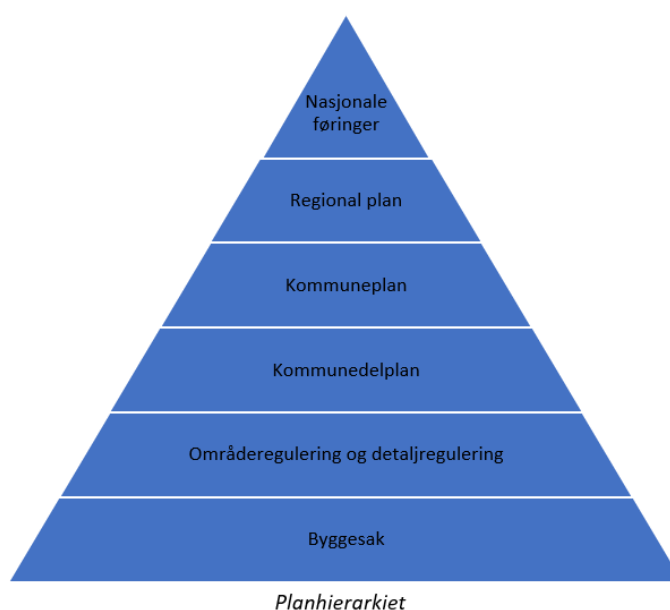 Nasjonale
føringer
Regional plan
Kommuneplan
Kommunedelplan
Områderegulering og detaljregulering
Byggesak
Planhierarkiet